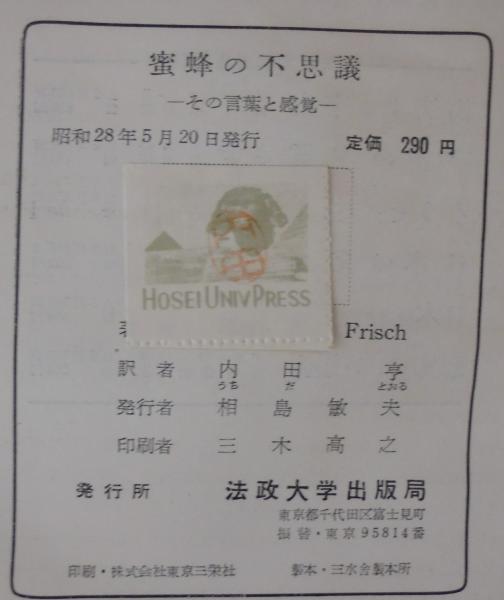 蜜蜂の不思議
―その言葉と感覚―
昭和28年5月20日発行 定価 290円
HOSEI UNIV PRESS
Frisch
訳者 内田亨
うちだとおる
発行者 相島敏夫
印刷者 三木高之
発行所 法政大学出版局
東京都千代田区富士見町
振替・東京95814番
印刷・株式会社東京三栄社 製本・三水舎製本所